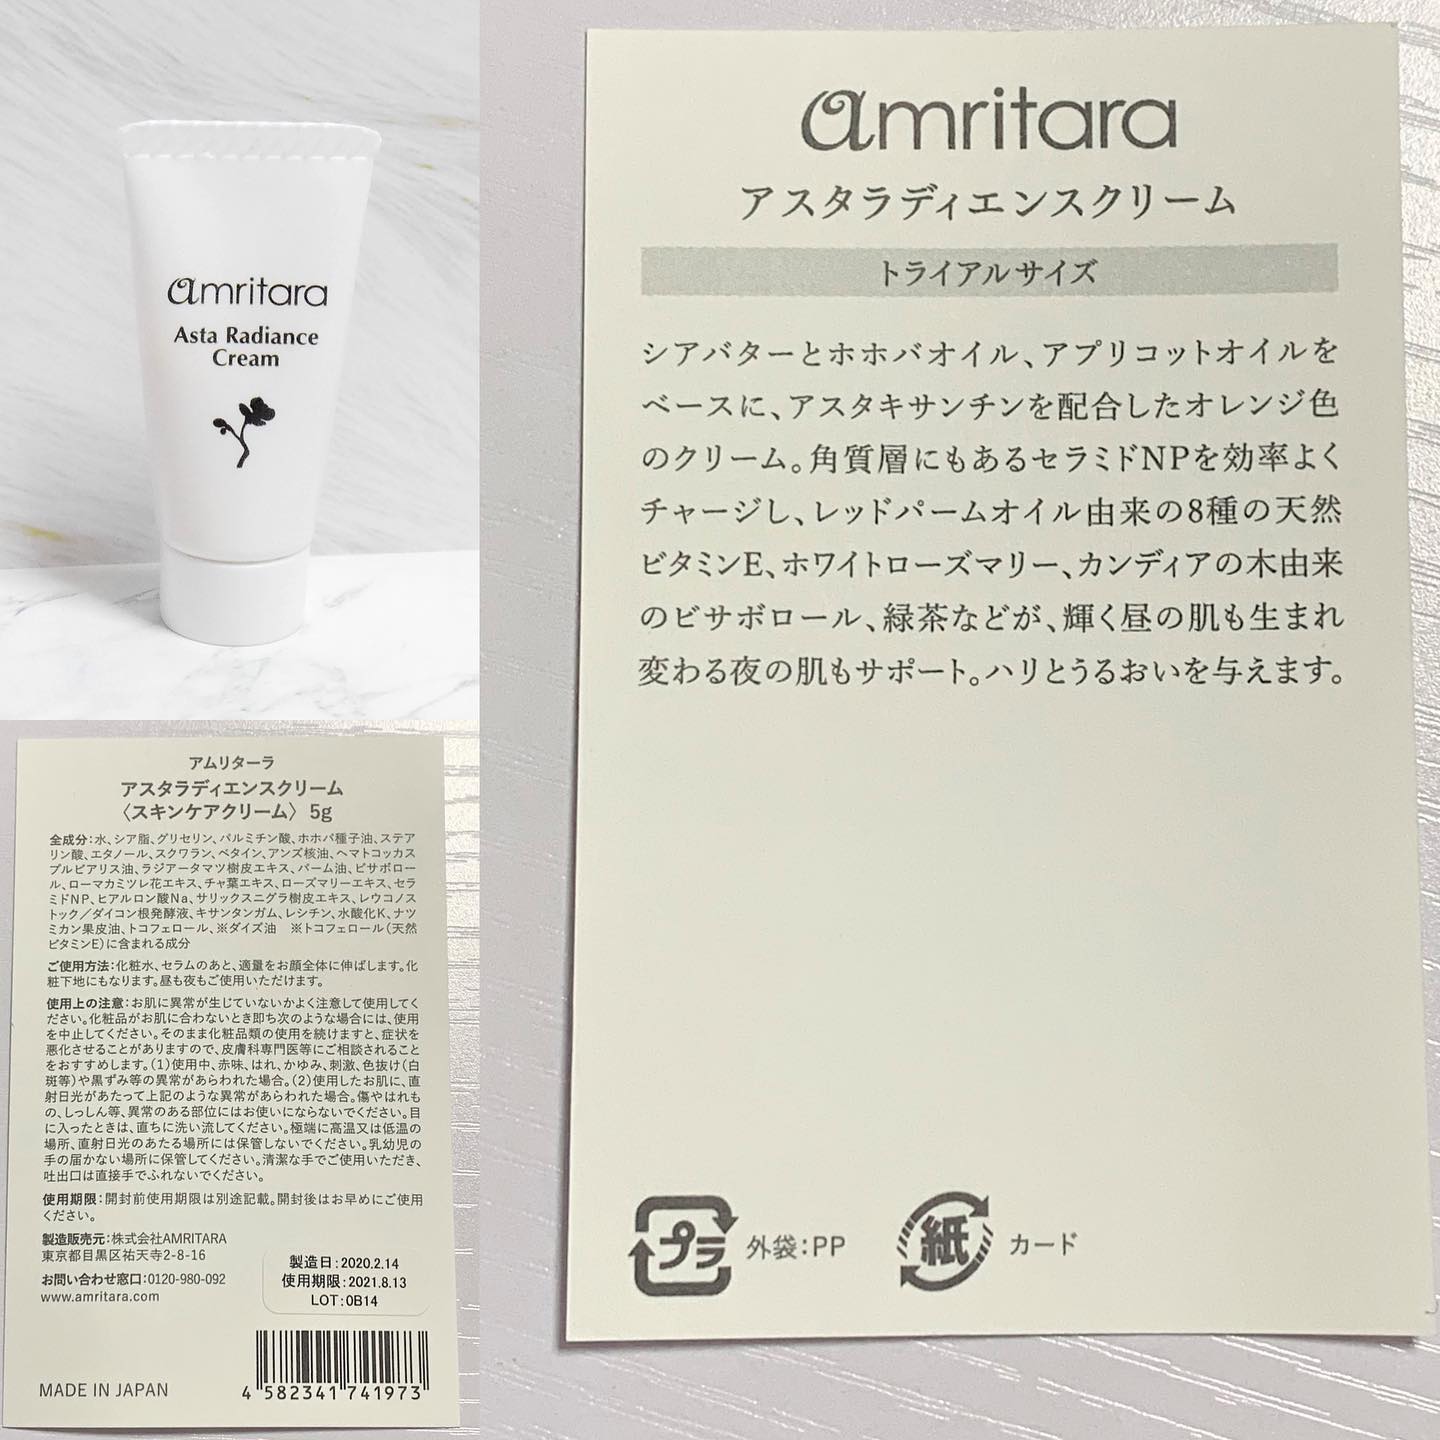 amritara
Asta Radiance
Cream
amritara
アスタラディエンスクリーム
トライアルサイズ
シアバターとホホバオイル、アプリコットオイルを
ベースに、アスタキサンチンを配合したオレンジ色
のクリーム。角質層にもあるセラミドNPを効率よく
チャージし、レッドパームオイル由来の8種の天然
ビタミンE、ホワイトローズマリー、カンディアの木由来
のビサボロール、緑茶などが、輝く昼の肌も生まれ
変わる夜の肌もサポート。ハリとうるおいを与えます。
プラ 外袋:PP 紙 カード
アムリターラ
アスタラディエンスクリーム
〈スキンケアクリーム〉 5g
全成分:水、シア脂、グリセリン、パルミチン酸、ホホバ種子油、ステア
リン酸、エタノール、スクワラン、ベタイン、アンズ核油、ヘマトコッカス
プルビアリス油、ラジアータマツ樹皮エキス、パーム油、ビサボロー
ル、ローマカミツレ花エキス、チャ葉エキス、ローズマリーエキス、セラ
ミドNP、ヒアルロン酸Na、サリックスニグラ樹皮エキス、レウコノス
トック/ダイコン根発酵液、キサンタンガム、レシチン、水酸化K、ナツ
ミカン果皮油、トコフェロール、※ダイズ油 ※トコフェロール(天然
ビタミンE)に含まれる成分
ご使用方法:化粧水、セラムのあと、適量をお顔全体に伸ばします。化
粧下地にもなります。昼も夜もご使用いただけます。
使用上の注意:お肌に異常が生じていないかよく注意して使用してく
ださい。化粧品がお肌に合わないとき即ち次のような場合には、使用
を中止してください。そのまま化粧品類の使用を続けますと、症状を
悪化させることがありますので、皮膚科専門医等にご相談されること
をおすすめします。(1)使用中、赤味、はれ、かゆみ、刺激、色抜け(白
斑等)や黒ずみ等の異常があらわれた場合。(2)使用したお肌に、直
射日光があたって上記のような異常があらわれた場合。傷やはれも
の、しっしん等、異常のある部位にはお使いにならないでください。目
に入ったときは、直ちに洗い流してください。極端に高温又は低温の
場所、直射日光のあたる場所には保管しないでください。乳幼児の
手の届かない場所に保管してください。清潔な手でご使用いただき、
吐出口は直接手でふれないでください。
使用期限:開封前使用期限は別途記載。開封後はお早めにご使用
ください。
製造販売元:株式会社AMRITARA
東京都目黒区祐天寺2-8-16
お問い合わせ窓口:0120-980-092
www.amritara.com
製造日:2020.2.14
使用期限:2021.8.13
LOT:0B14
MADE IN JAPAN
4 582341 741973